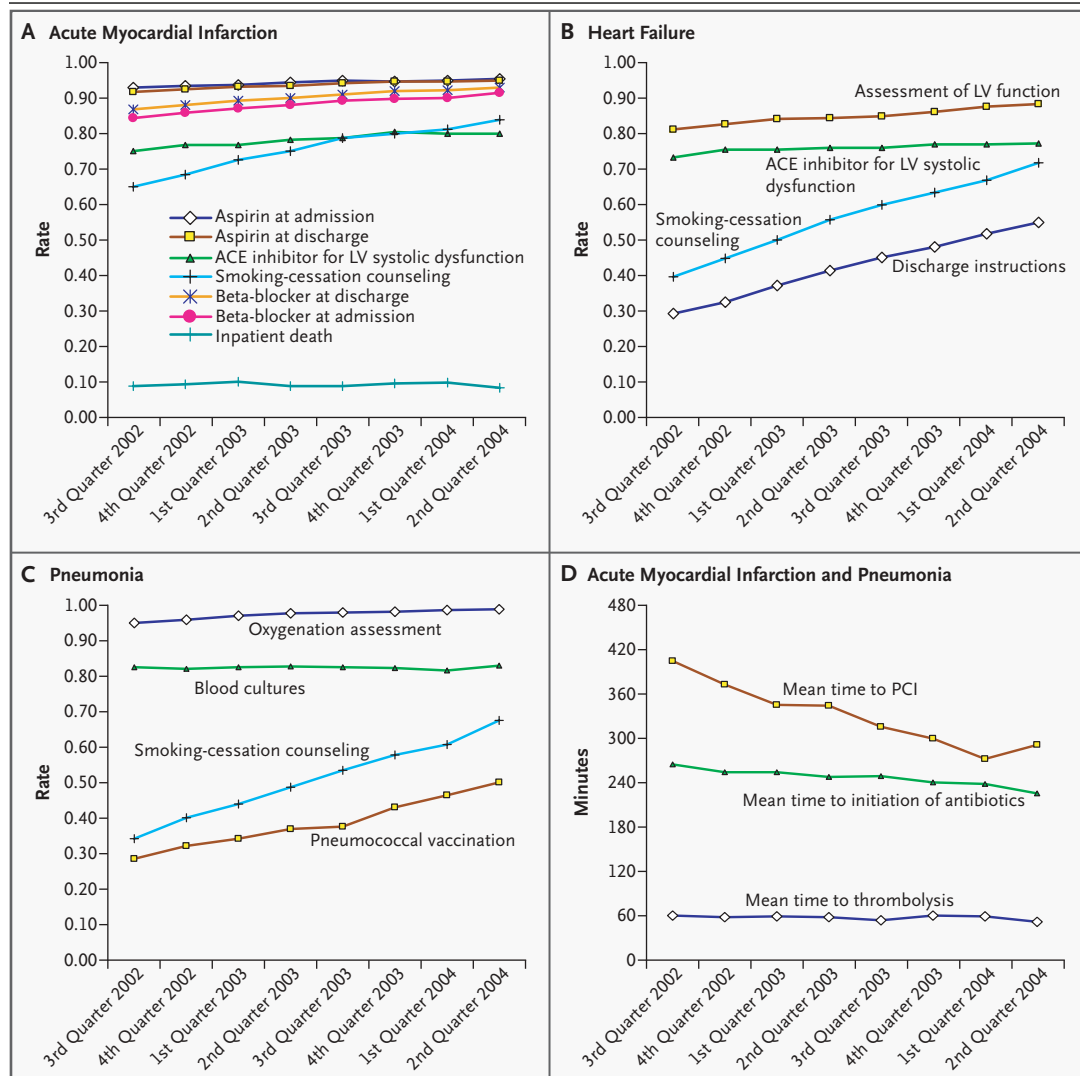 A Acute Myocardial Infarction
1.00
0.90
0.80
0.70
0.60
0.50
0.40
0.30
0.20
0.10
0.00
Rate
Aspirin at admission
Aspirin at discharge
ACE inhibitor for LV systolic dysfunction
Smoking-cessation counseling
Beta-blocker at discharge
Beta-blocker at admission
Inpatient death
3rd Quarter 2002
4th Quarter 2002
1st Quarter 2003
2nd Quarter 2003
3rd Quarter 2003
4th Quarter 2003
1st Quarter 2004
2nd Quarter 2004
B Heart Failure
1.00
0.90
0.80
0.70
0.60
0.50
0.40
0.30
0.20
0.10
0.00
Rate
Assessment of LV function
ACE inhibitor for LV systolic
dysfunction
Smoking-cessation
counseling
Discharge instructions
3rd Quarter 2002
4th Quarter 2002
1st Quarter 2003
2nd Quarter 2003
3rd Quarter 2003
4th Quarter 2003
1st Quarter 2004
2nd Quarter 2004
C Pneumonia
1.00
0.90
0.80
0.70
0.60
0.50
0.40
0.30
0.20
0.10
0.00
Rate
Oxygenation assessment
Blood cultures
Smoking-cessation counseling
Pneumococcal vaccination
3rd Quarter 2002
4th Quarter 2002
1st Quarter 2003
2nd Quarter 2003
3rd Quarter 2003
4th Quarter 2003
1st Quarter 2004
2nd Quarter 2004
D Acute Myocardial Infarction and Pneumonia
480
420
360
300
240
180
120
60
0
Minutes
Mean time to PCI
Mean time to initiation of antibiotics
Mean time to thrombolysis
3rd Quarter 2002
4th Quarter 2002
1st Quarter 2003
2nd Quarter 2003
3rd Quarter 2003
4th Quarter 2003
1st Quarter 2004
2nd Quarter 2004